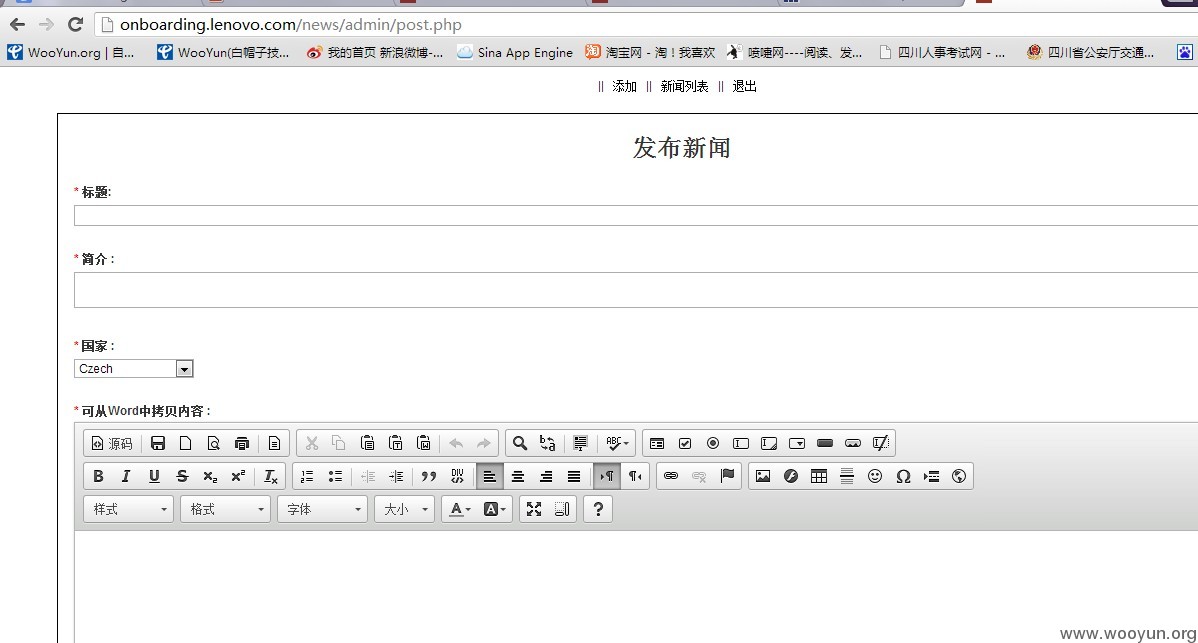 onboarding.lenovo.com/news/admin/post.php
WooYun.org | 自... WooYun(白帽子技... 我的首页 新浪微博-... Sina App Engine 淘宝网 - 淘！我喜欢 喷嚏网----阅读、发... 四川人事考试网 - ... 四川省公安厅交通...
|| 添加 || 新闻列表 || 退出
发布新闻
* 标题:
* 简介 :
* 国家 :
Czech
* 可从Word中拷贝内容 :
源码
B I U S x₂ x² Ix
样式 格式 字体 大小 A A ?
www.wooyun.org